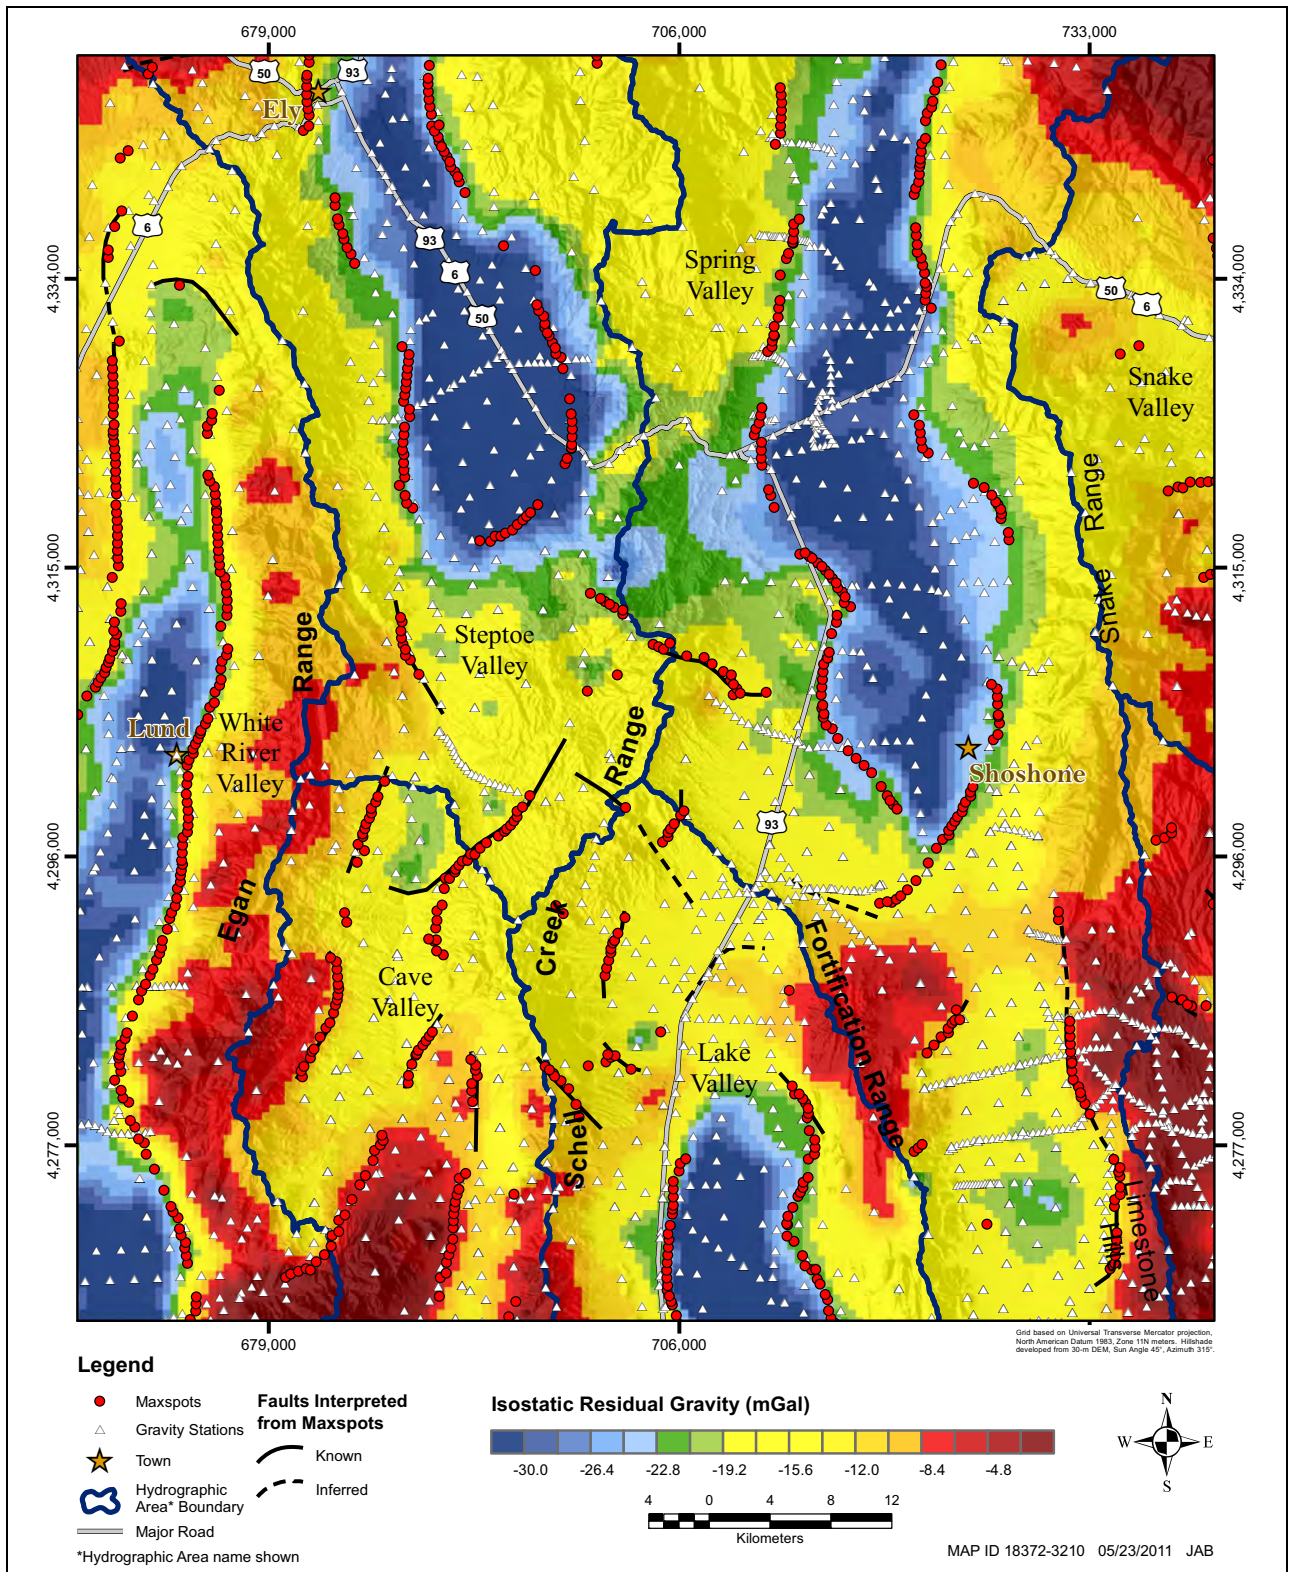 679,000
706,000
733,000
50
93
Ely
6
93
6
50
4,334,000
4,334,000
Spring
Valley
50
6
Snake
Valley
Snake Range
4,315,000
4,315,000
Steptoe
Valley
Range
Lund
White
River
Valley
Range
Shoshone
93
4,296,000
4,296,000
Egan
Creek
Cave
Valley
Fortification Range
Lake
Valley
Schell
4,277,000
4,277,000
Limestone
Hills
679,000
706,000
Grid based on Universal Transverse Mercator projection,
North American Datum 1983, Zone 11N meters. Hillshade
developed from 30-m DEM, Sun Angle 45°, Azimuth 315°.
Legend
Maxspots
Gravity Stations
Town
Hydrographic
Area* Boundary
Major Road
*Hydrographic Area name shown
Faults Interpreted
from Maxspots
Known
Inferred
Isostatic Residual Gravity (mGal)
-30.0 -26.4 -22.8 -19.2 -15.6 -12.0 -8.4 -4.8
4 0 4 8 12
Kilometers
N
W E
S
MAP ID 18372-3210 05/23/2011 JAB